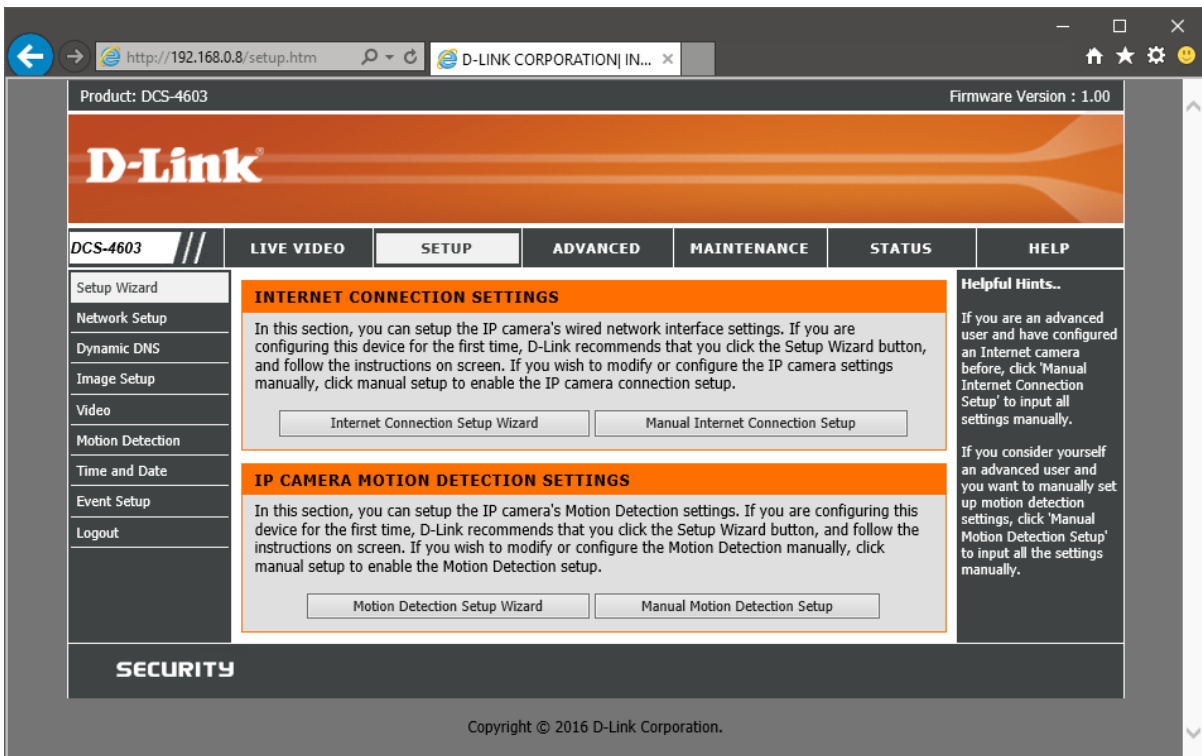 http://192.168.0.8/setup.htm
D-LINK CORPORATION| IN...
Product: DCS-4603
Firmware Version : 1.00
D-Link®
DCS-4603
LIVE VIDEO
SETUP
ADVANCED
MAINTENANCE
STATUS
HELP
Setup Wizard
Network Setup
Dynamic DNS
Image Setup
Video
Motion Detection
Time and Date
Event Setup
Logout
INTERNET CONNECTION SETTINGS
In this section, you can setup the IP camera's wired network interface settings. If you are
configuring this device for the first time, D-Link recommends that you click the Setup Wizard button,
and follow the instructions on screen. If you wish to modify or configure the IP camera settings
manually, click manual setup to enable the IP camera connection setup.
Internet Connection Setup Wizard
Manual Internet Connection Setup
IP CAMERA MOTION DETECTION SETTINGS
In this section, you can setup the IP camera's Motion Detection settings. If you are configuring this
device for the first time, D-Link recommends that you click the Setup Wizard button, and follow the
instructions on screen. If you wish to modify or configure the Motion Detection manually, click
manual setup to enable the Motion Detection setup.
Motion Detection Setup Wizard
Manual Motion Detection Setup
Helpful Hints..
If you are an advanced
user and have configured
an Internet camera
before, click 'Manual
Internet Connection
Setup' to input all
settings manually.
If you consider yourself
an advanced user and
you want to manually set
up motion detection
settings, click 'Manual
Motion Detection Setup'
to input all the settings
manually.
SECURITY
Copyright © 2016 D-Link Corporation.